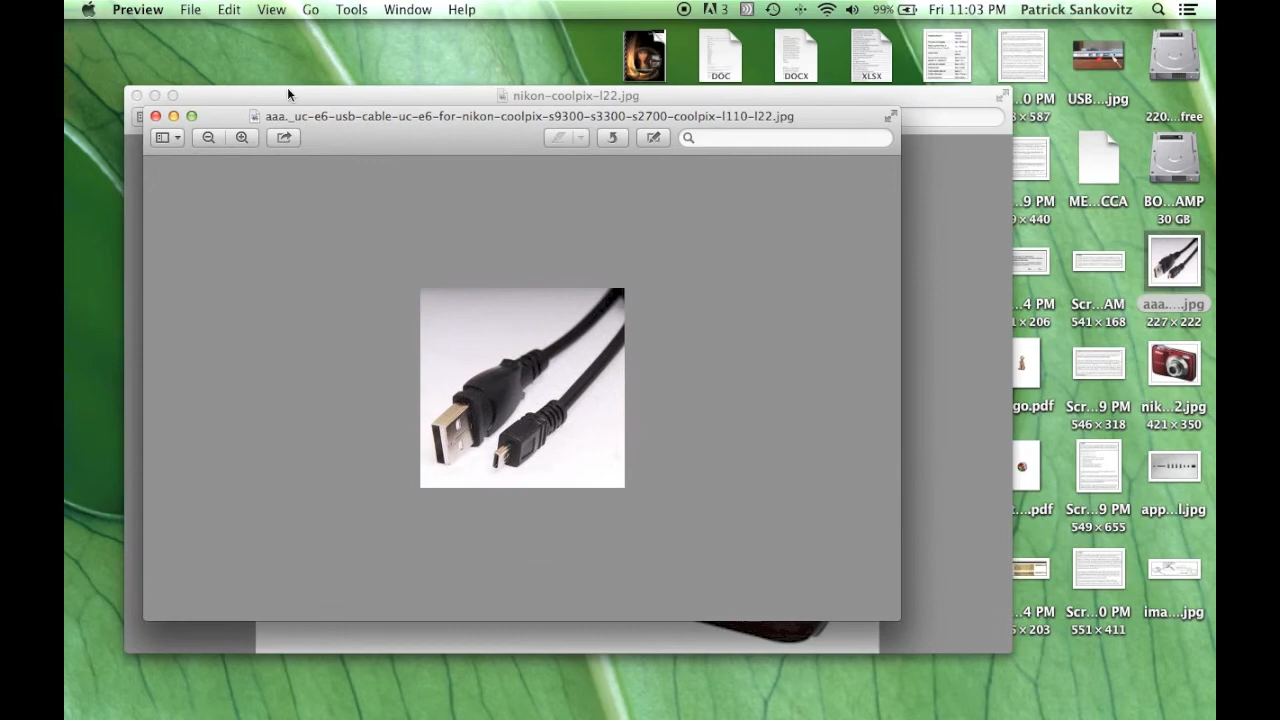 Preview File Edit View Go Tools Window Help 3 99% Fri 11:03 PM Patrick Sankovitz
DOC DOCX XLSX
nikon-coolpix-l22.jpg
aaa._uc-e6-usb-cable-uc-e6-for-nikon-coolpix-s9300-s3300-s2700-coolpix-l110-l22.jpg
...0 PM USB....jpg
8 × 587 220....free
....9 PM ME...CCA BO...AMP
9 × 440 30 GB
...4 PM Scr...AM aaa.....jpg
1 × 206 541 × 168 227 × 222
go.pdf Scr...9 PM nik...2.jpg
546 × 318 421 × 350
....pdf Scr...9 PM app...l.jpg
549 × 655
...4 PM Scr...0 PM ima....jpg
5 × 203 551 × 411